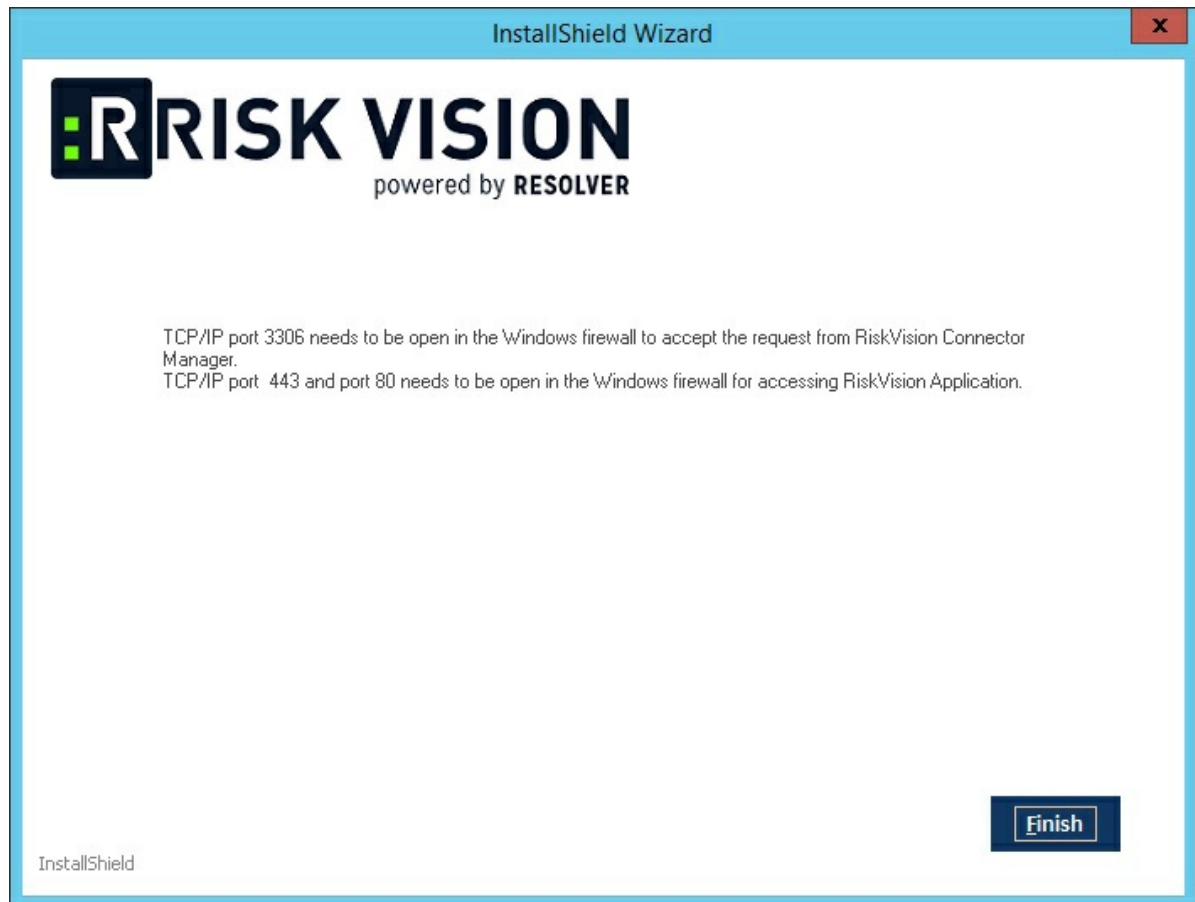 InstallShield Wizard
x
:R RISK VISION
powered by RESOLVER
TCP/IP port 3306 needs to be open in the Windows firewall to accept the request from RiskVision Connector
Manager.
TCP/IP port  443 and port 80 needs to be open in the Windows firewall for accessing RiskVision Application.
Finish
InstallShield